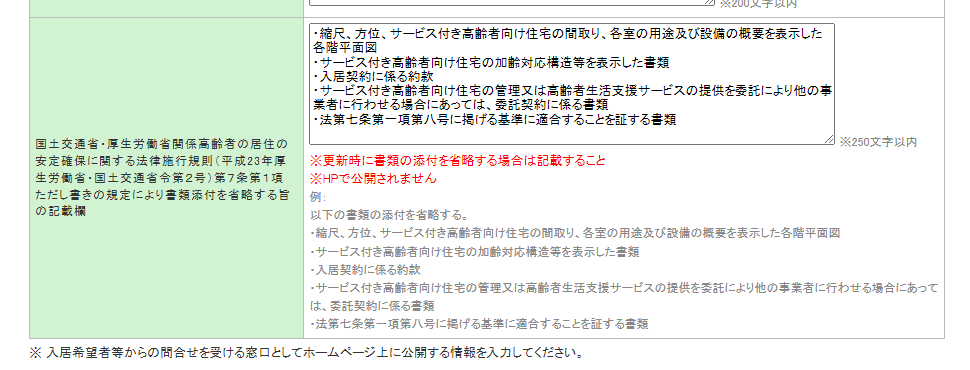 ※200文字以内
・縮尺、方位、サービス付き高齢者向け住宅の間取り、各室の用途及び設備の概要を表示した
各階平面図
・サービス付き高齢者向け住宅の加齢対応構造等を表示した書類
・入居契約に係る約款
・サービス付き高齢者向け住宅の管理又は高齢者生活支援サービスの提供を委託により他の事
業者に行わせる場合にあっては、委託契約に係る書類
・法第七条第一項第八号に掲げる基準に適合することを証する書類
※250文字以内
国土交通省・厚生労働省関係高齢者の居住の
安定確保に関する法律施行規則（平成23年厚
生労働省・国土交通省令第２号）第７条第１項
ただし書きの規定により書類添付を省略する旨
の記載欄
※更新時に書類の添付を省略する場合は記載すること
※HPで公開されません
例：
以下の書類の添付を省略する。
・縮尺、方位、サービス付き高齢者向け住宅の間取り、各室の用途及び設備の概要を表示した各階平面図
・サービス付き高齢者向け住宅の加齢対応構造等を表示した書類
・入居契約に係る約款
・サービス付き高齢者向け住宅の管理又は高齢者生活支援サービスの提供を委託により他の事業者に行わせる場合にあって
は、委託契約に係る書類
・法第七条第一項第八号に掲げる基準に適合することを証する書類
※ 入居希望者等からの問合せを受ける窓口としてホームページ上に公開する情報を入力してください。